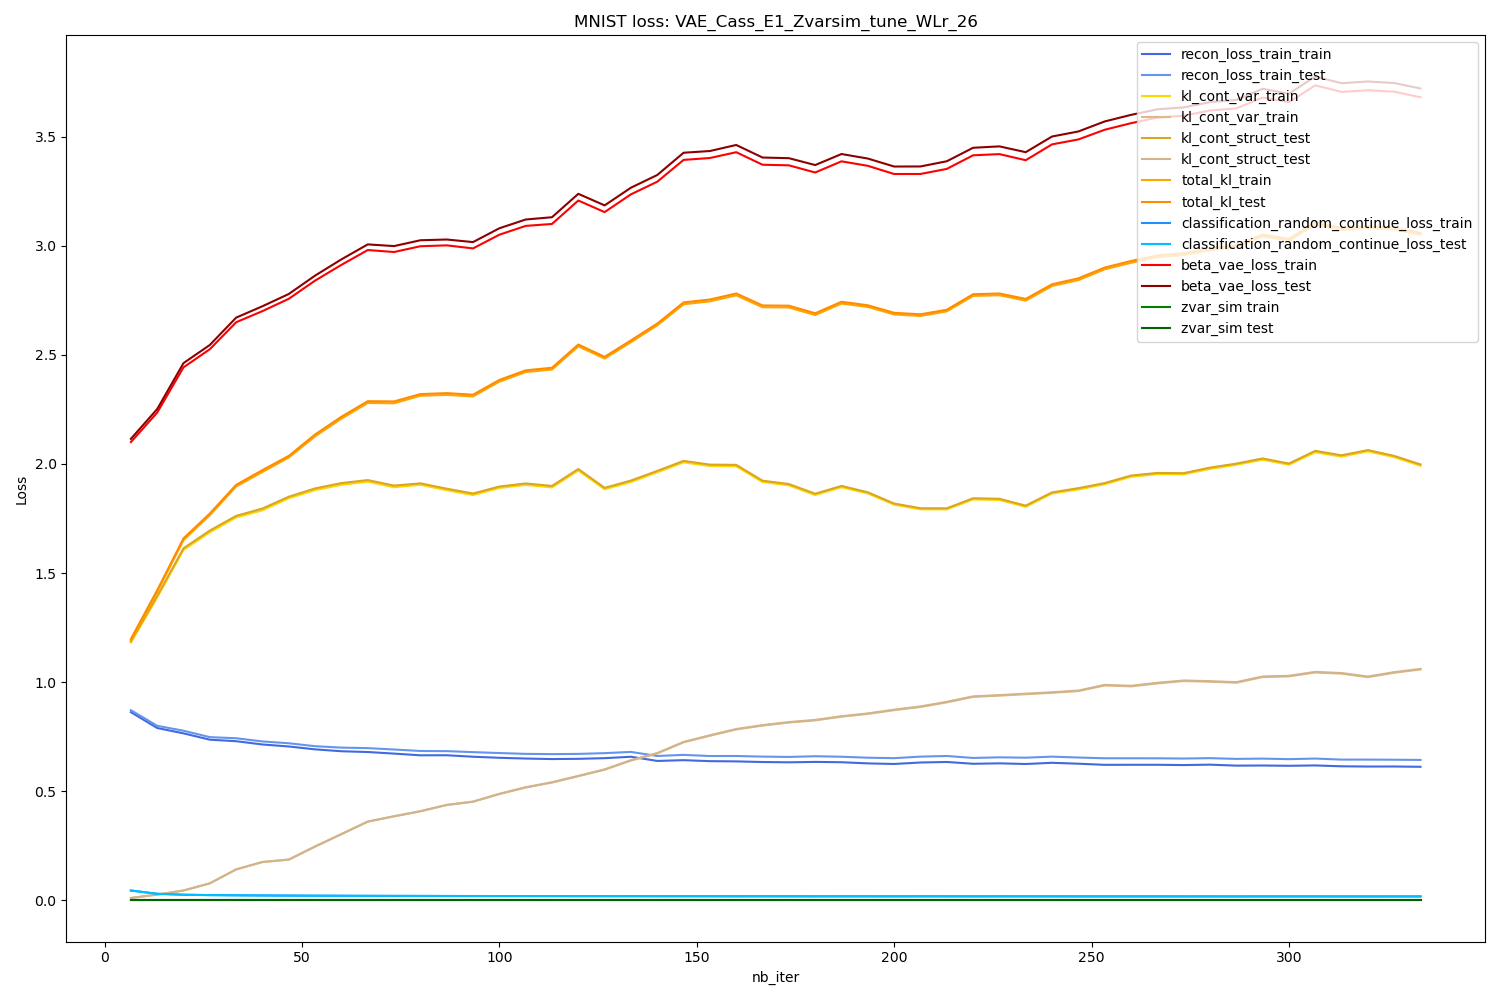 MNIST loss: VAE_Cass_E1_Zvarsim_tune_WLr_26
recon_loss_train_train
recon_loss_train_test
kl_cont_var_train
kl_cont_var_train
kl_cont_struct_test
kl_cont_struct_test
total_kl_train
total_kl_test
classification_random_continue_loss_train
classification_random_continue_loss_test
beta_vae_loss_train
beta_vae_loss_test
zvar_sim train
zvar_sim test
Loss
3.5
3.0
2.5
2.0
1.5
1.0
0.5
0.0
0 50 100 150 200 250 300
nb_iter